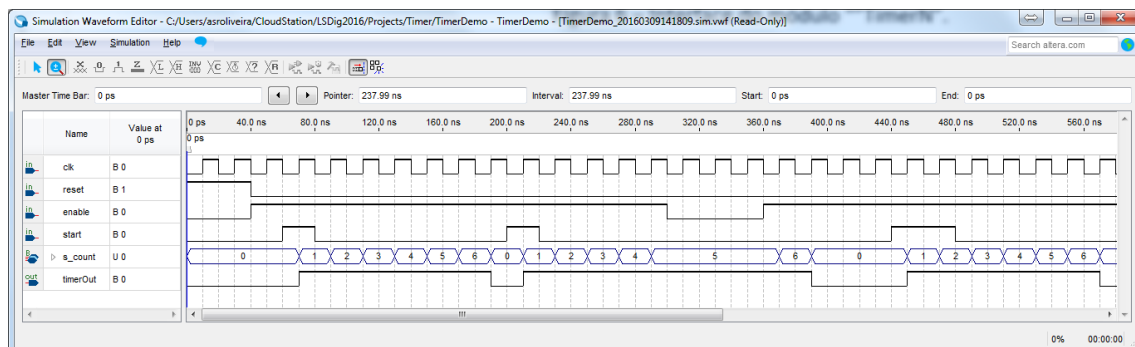 Simulation Waveform Editor - C:/Users/asroliveira/CloudStation/LSDig2016/Projects/Timer/TimerDemo - TimerDemo - [TimerDemo_20160309141809.sim.vwf (Read-Only)]
File Edit View Simulation Help
Search altera.com
Master Time Bar: 0 ps Pointer: 237.99 ns Interval: 237.99 ns Start: 0 ps End: 0 ps
Name Value at 0 ps
0 ps 40.0 ns 80.0 ns 120.0 ns 160.0 ns 200.0 ns 240.0 ns 280.0 ns 320.0 ns 360.0 ns 400.0 ns 440.0 ns 480.0 ns 520.0 ns 560.0 ns
0 ps
in clk B 0
in reset B 1
in enable B 0
in start B 0
B s_count U 0 0 1 2 3 4 5 6 0 1 2 3 4 5 6 0 1 2 3 4 5 6
out timerOut B 0
0% 00:00:00